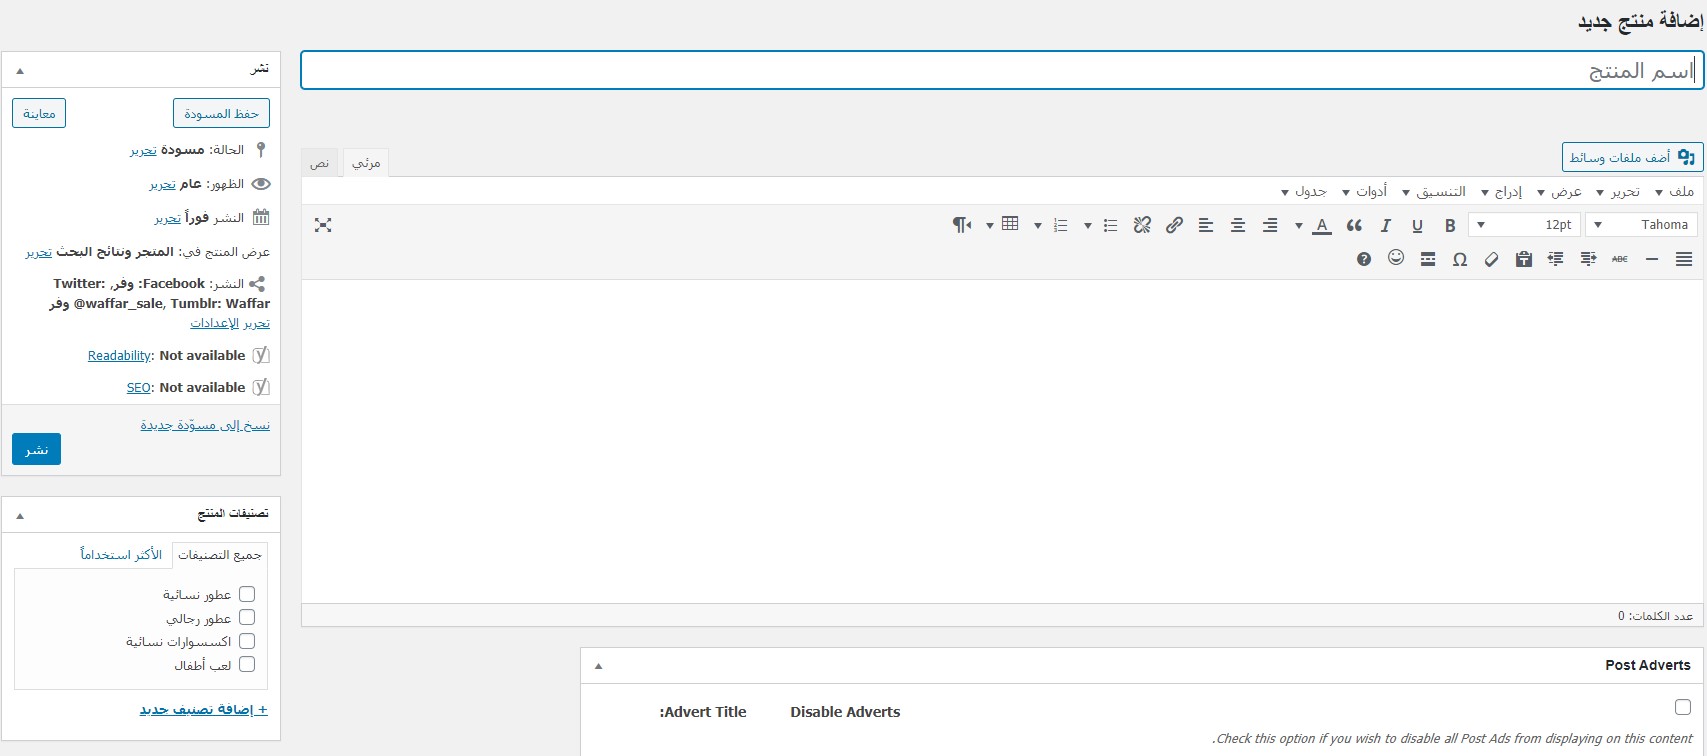 إضافة منتج جديد
اسم المنتج
أضف ملفات وسائط
مرئي
نص
ملف
تحرير
عرض
إدراج
التنسيق
أدوات
جدول
Tahoma
12pt
عدد الكلمات: 0
Post Adverts
Disable Adverts
Advert Title:
Check this option if you wish to disable all Post Ads from displaying on this content.
نشر
حفظ المسودة
معاينة
الحالة: مسودة تحرير
الظهور: عام تحرير
النشر فوراً تحرير
عرض المنتج في: المتجر ونتائج البحث تحرير
النشر: Facebook: وفر, Twitter:
@waffar_sale, Tumblr: Waffar وفر
تحرير الإعدادات
Readability: Not available
SEO: Not available
نسخ إلى مسوّدة جديدة
نشر
تصنيفات المنتج
جميع التصنيفات
الأكثر استخداماً
عطور نسائية
عطور رجالي
اكسسوارات نسائية
لعب أطفال
+ إضافة تصنيف جديد